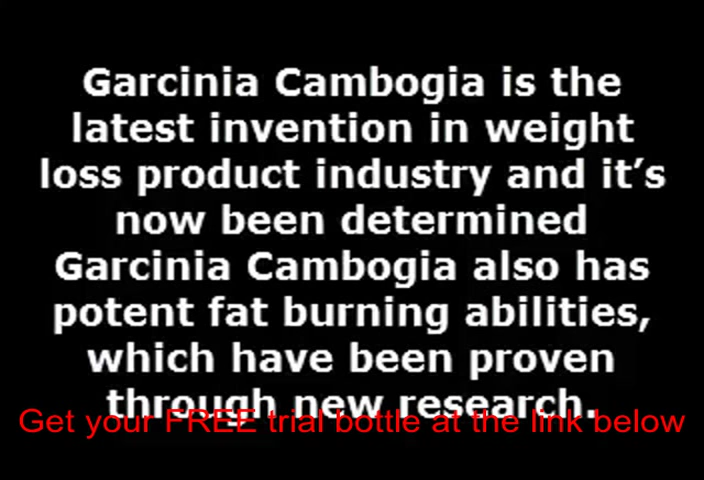 Garcinia Cambogia is the
latest invention in weight
loss product industry and it’s
now been determined
Garcinia Cambogia also has
potent fat burning abilities,
which have been proven
through new research.
Get your FREE trial bottle at the link below